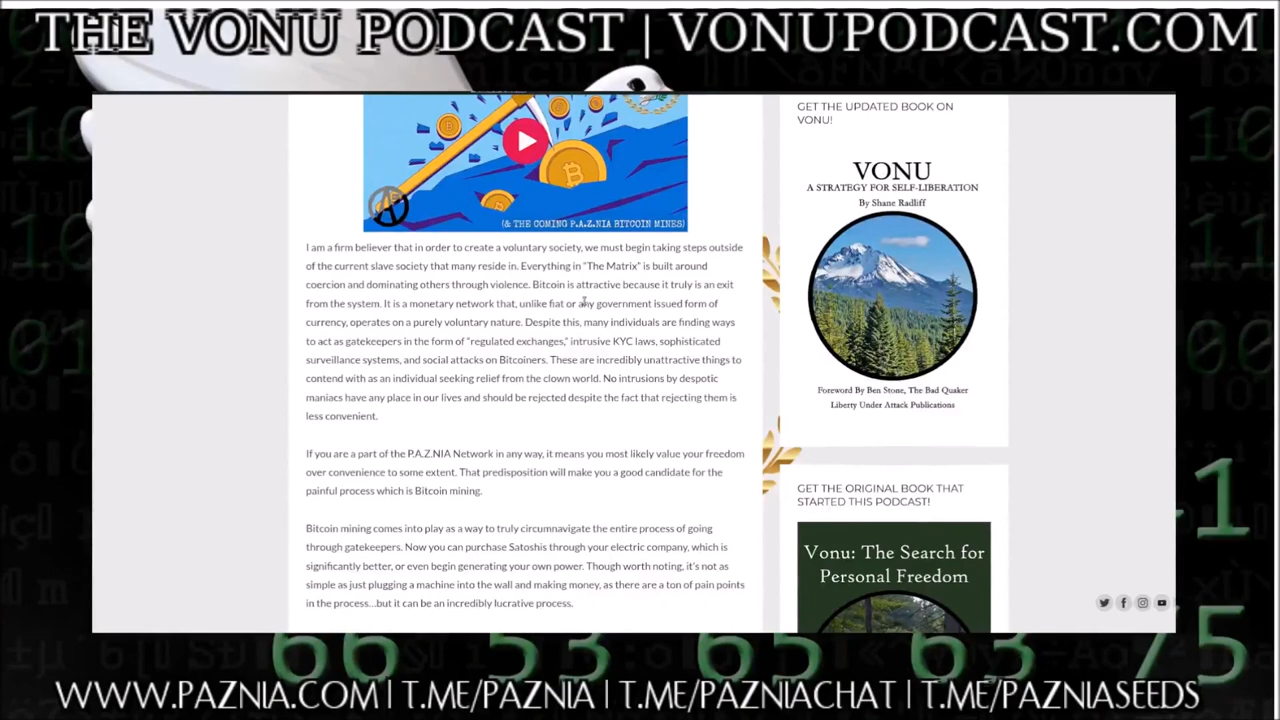 THE VONU PODCAST | VONUPODCAST.COM
(& THE COMING P.A.Z.NIA BITCOIN MINES)
I am a firm believer that in order to create a voluntary society, we must begin taking steps outside
of the current slave society that many reside in. Everything in "The Matrix" is built around
coercion and dominating others through violence. Bitcoin is attractive because it truly is an exit
from the system. It is a monetary network that, unlike fiat or any government issued form of
currency, operates on a purely voluntary nature. Despite this, many individuals are finding ways
to act as gatekeepers in the form of "regulated exchanges," intrusive KYC laws, sophisticated
surveillance systems, and social attacks on Bitcoiners. These are incredibly unattractive things to
contend with as an individual seeking relief from the clown world. No intrusions by despotic
maniacs have any place in our lives and should be rejected despite the fact that rejecting them is
less convenient.
If you are a part of the P.A.Z.NIA Network in any way, it means you most likely value your freedom
over convenience to some extent. That predisposition will make you a good candidate for the
painful process which is Bitcoin mining.
Bitcoin mining comes into play as a way to truly circumnavigate the entire process of going
through gatekeepers. Now you can purchase Satoshis through your electric company, which is
significantly better, or even begin generating your own power. Though worth noting, it's not as
simple as just plugging a machine into the wall and making money, as there are a ton of pain points
in the process...but it can be an incredibly lucrative process.
GET THE UPDATED BOOK ON
VONU!
VONU
A STRATEGY FOR SELF-LIBERATION
By Shane Radliff
Foreword By Ben Stone, The Bad Quaker
Liberty Under Attack Publications
GET THE ORIGINAL BOOK THAT
STARTED THIS PODCAST!
Vonu: The Search for
Personal Freedom
66 53 63 75
WWW.PAZNIA.COM | T.ME/PAZNIA | T.ME/PAZNIACHAT | T.ME/PAZNIASEEDS